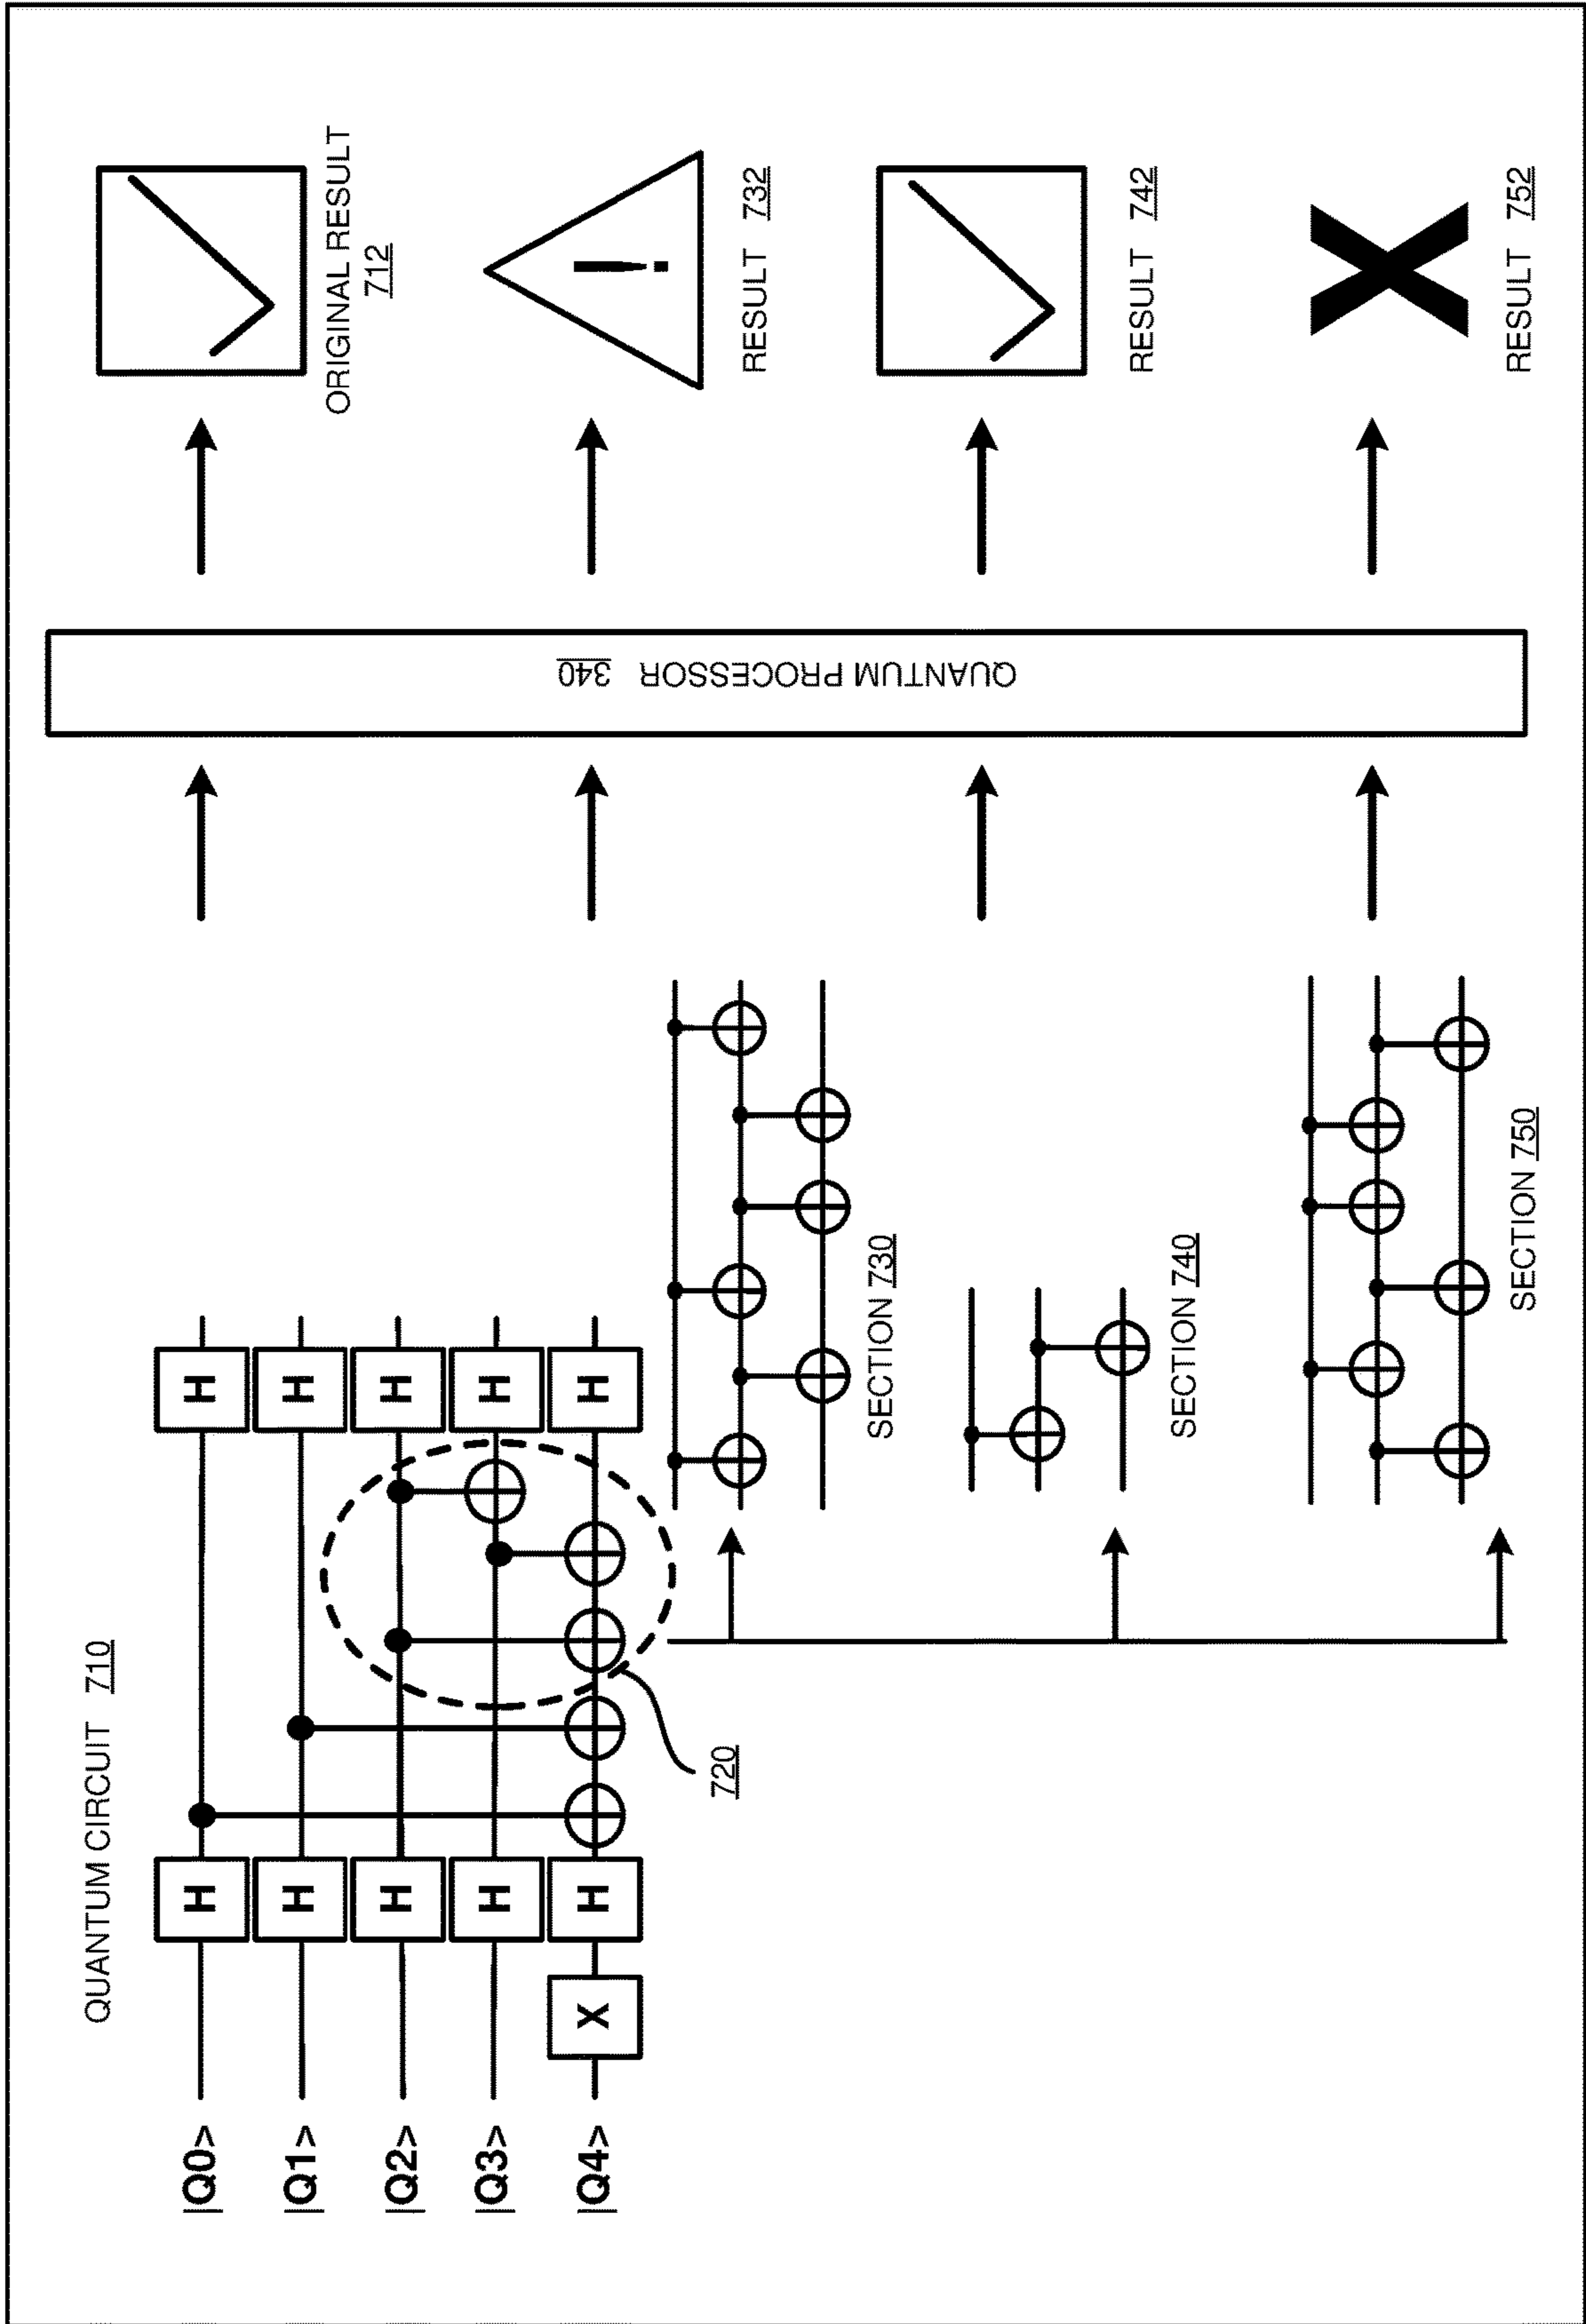 QUANTUM CIRCUIT 710
|Q0>
H
H
|Q1>
H
H
|Q2>
H
H
|Q3>
H
H
|Q4>
X
H
H
720
SECTION 730
SECTION 740
SECTION 750
QUANTUM PROCESSOR 340
ORIGINAL RESULT
712
!
RESULT 732
RESULT 742
RESULT 752